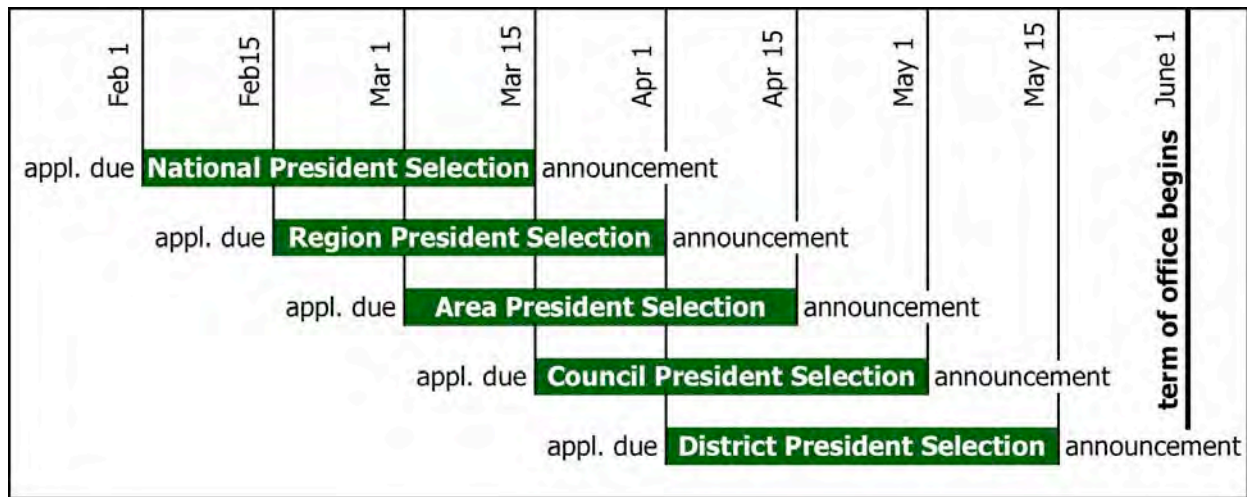 Feb 1
Feb15
Mar 1
Mar 15
Apr 1
Apr 15
May 1
May 15
June 1
appl. due National President Selection announcement
appl. due Region President Selection announcement
appl. due Area President Selection announcement
appl. due Council President Selection announcement
appl. due District President Selection announcement
term of office begins